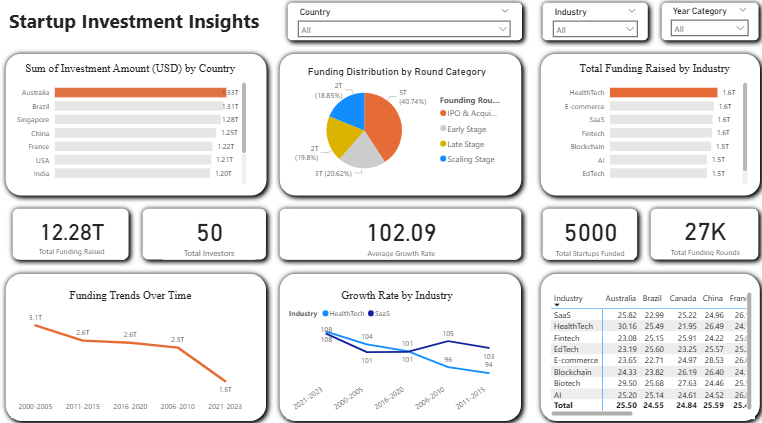 Startup Investment Insights
Country
All
Industry
All
Year Category
All
Sum of Investment Amount (USD) by Country
Australia 1.33T
Brazil 1.31T
Singapore 1.28T
China 1.25T
France 1.22T
USA 1.21T
India 1.20T
Funding Distribution by Round Category
2T
(18.85%)
5T
(40.74%)
2T
(19.8%)
3T (20.62%)
Founding Rou...
IPO & Acqui...
Early Stage
Late Stage
Scaling Stage
Total Funding Raised by Industry
HealthTech 1.6T
E-commerce 1.6T
SaaS 1.6T
Fintech 1.6T
Blockchain 1.5T
AI 1.5T
EdTech 1.5T
12.28T
Total Funding Raised
50
Total Investors
102.09
Average Growth Rate
5000
Total Startups Funded
27K
Total Funding Rounds
Funding Trends Over Time
3.1T
2.6T
2.6T
2.5T
1.5T
2000-2005 2011-2015 2016-2020 2006-2010 2021-2023
Growth Rate by Industry
Industry HealthTech SaaS
108
108
104
101
101
101
105
96
103
94
2021-2023 2000-2005 2016-2020 2006-2010 2011-2015
Industry Australia Brazil Canada China Franc
SaaS 25.82 22.99 25.22 24.96 26.
HealthTech 30.16 25.49 21.95 26.49 24.
Fintech 23.08 25.15 25.91 24.22 25.
EdTech 23.19 25.60 23.25 25.57 25.
E-commerce 23.65 22.71 24.97 28.53 26.
Blockchain 24.33 23.82 26.19 26.40 24.
Biotech 29.50 25.68 27.63 24.46 25.
AI 25.20 25.14 24.61 24.52 26.
Total 25.50 24.55 24.84 25.59 25.4